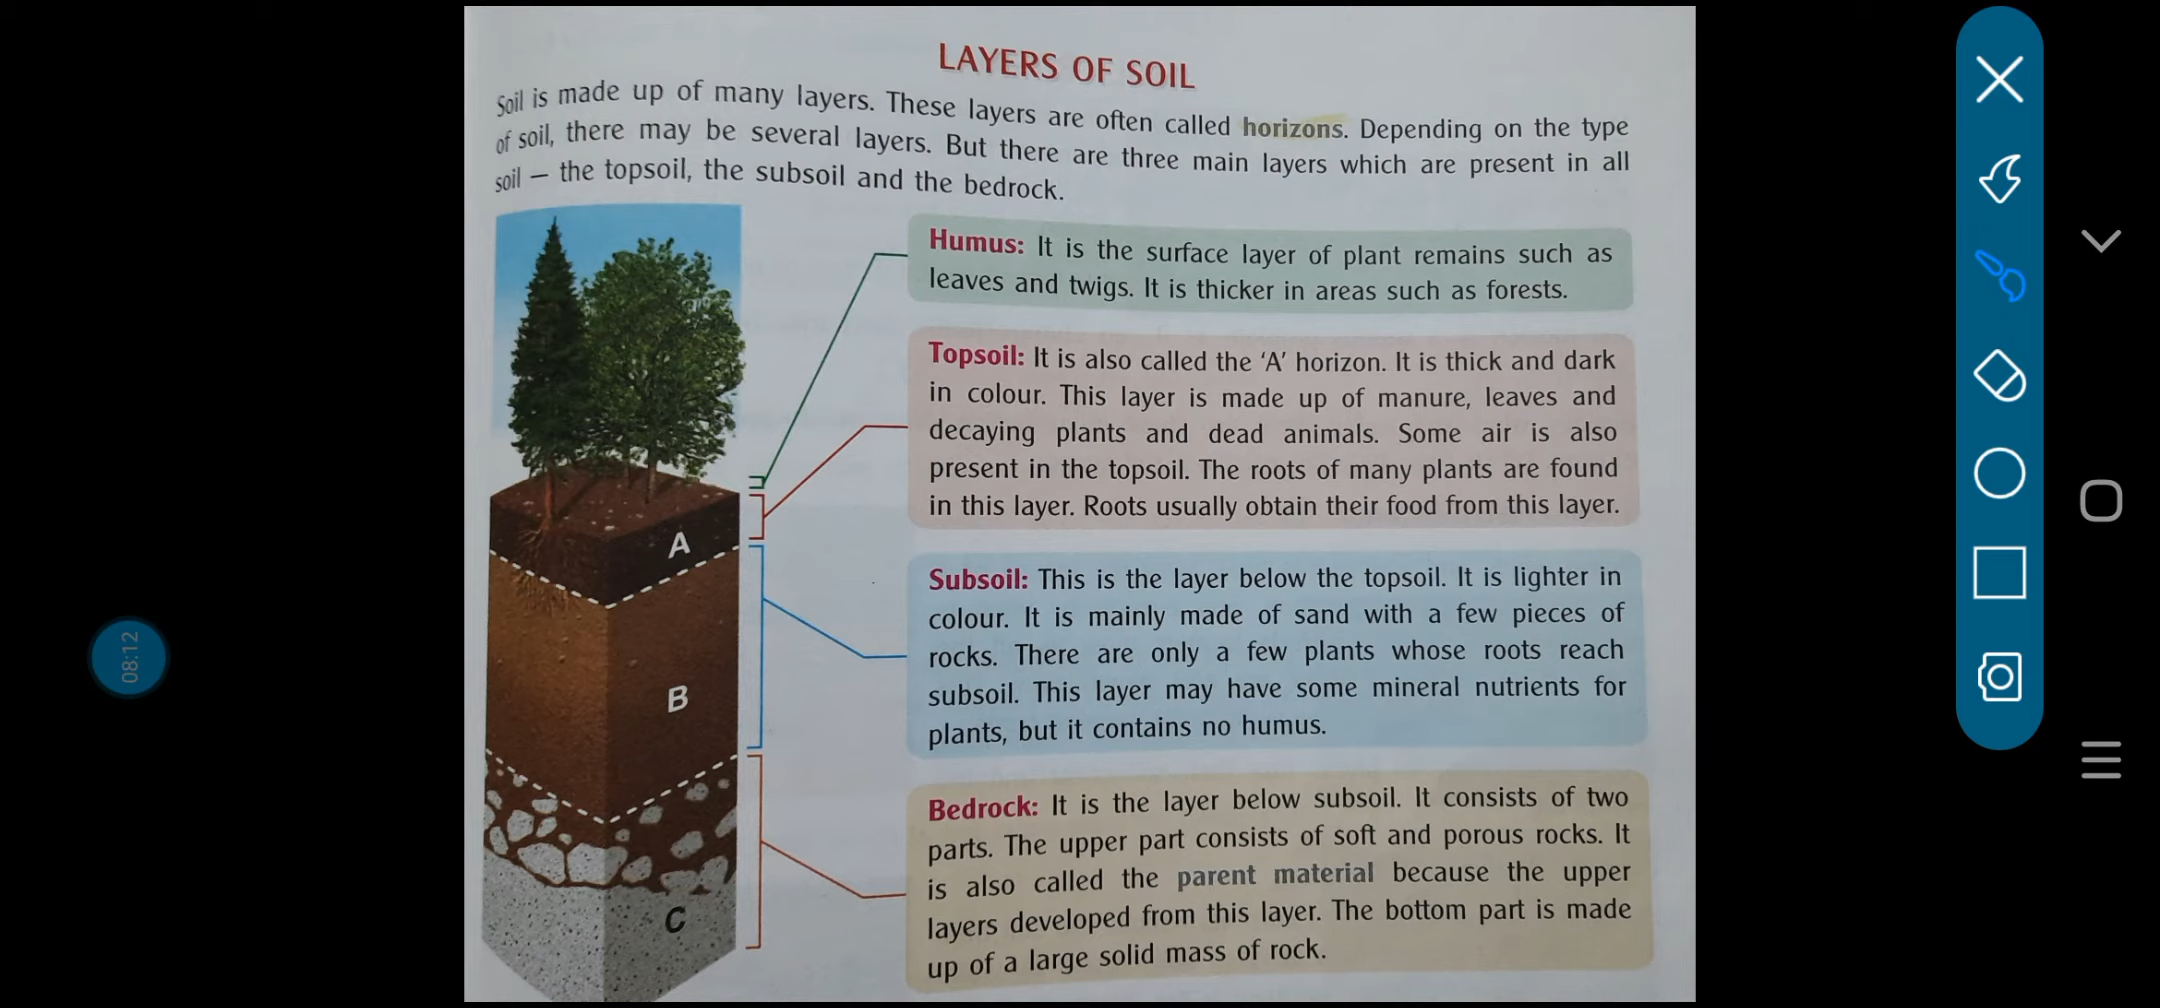 LAYERS OF SOIL
Soil is made up of many layers. These layers are often called horizons. Depending on the type
of soil, there may be several layers. But there are three main layers which are present in all
soil – the topsoil, the subsoil and the bedrock.
Humus: It is the surface layer of plant remains such as
leaves and twigs. It is thicker in areas such as forests.
Topsoil: It is also called the ‘A’ horizon. It is thick and dark
in colour. This layer is made up of manure, leaves and
decaying plants and dead animals. Some air is also
present in the topsoil. The roots of many plants are found
in this layer. Roots usually obtain their food from this layer.
A
Subsoil: This is the layer below the topsoil. It is lighter in
colour. It is mainly made of sand with a few pieces of
rocks. There are only a few plants whose roots reach
subsoil. This layer may have some mineral nutrients for
plants, but it contains no humus.
B
Bedrock: It is the layer below subsoil. It consists of two
parts. The upper part consists of soft and porous rocks. It
is also called the parent material because the upper
layers developed from this layer. The bottom part is made
up of a large solid mass of rock.
C
08:12